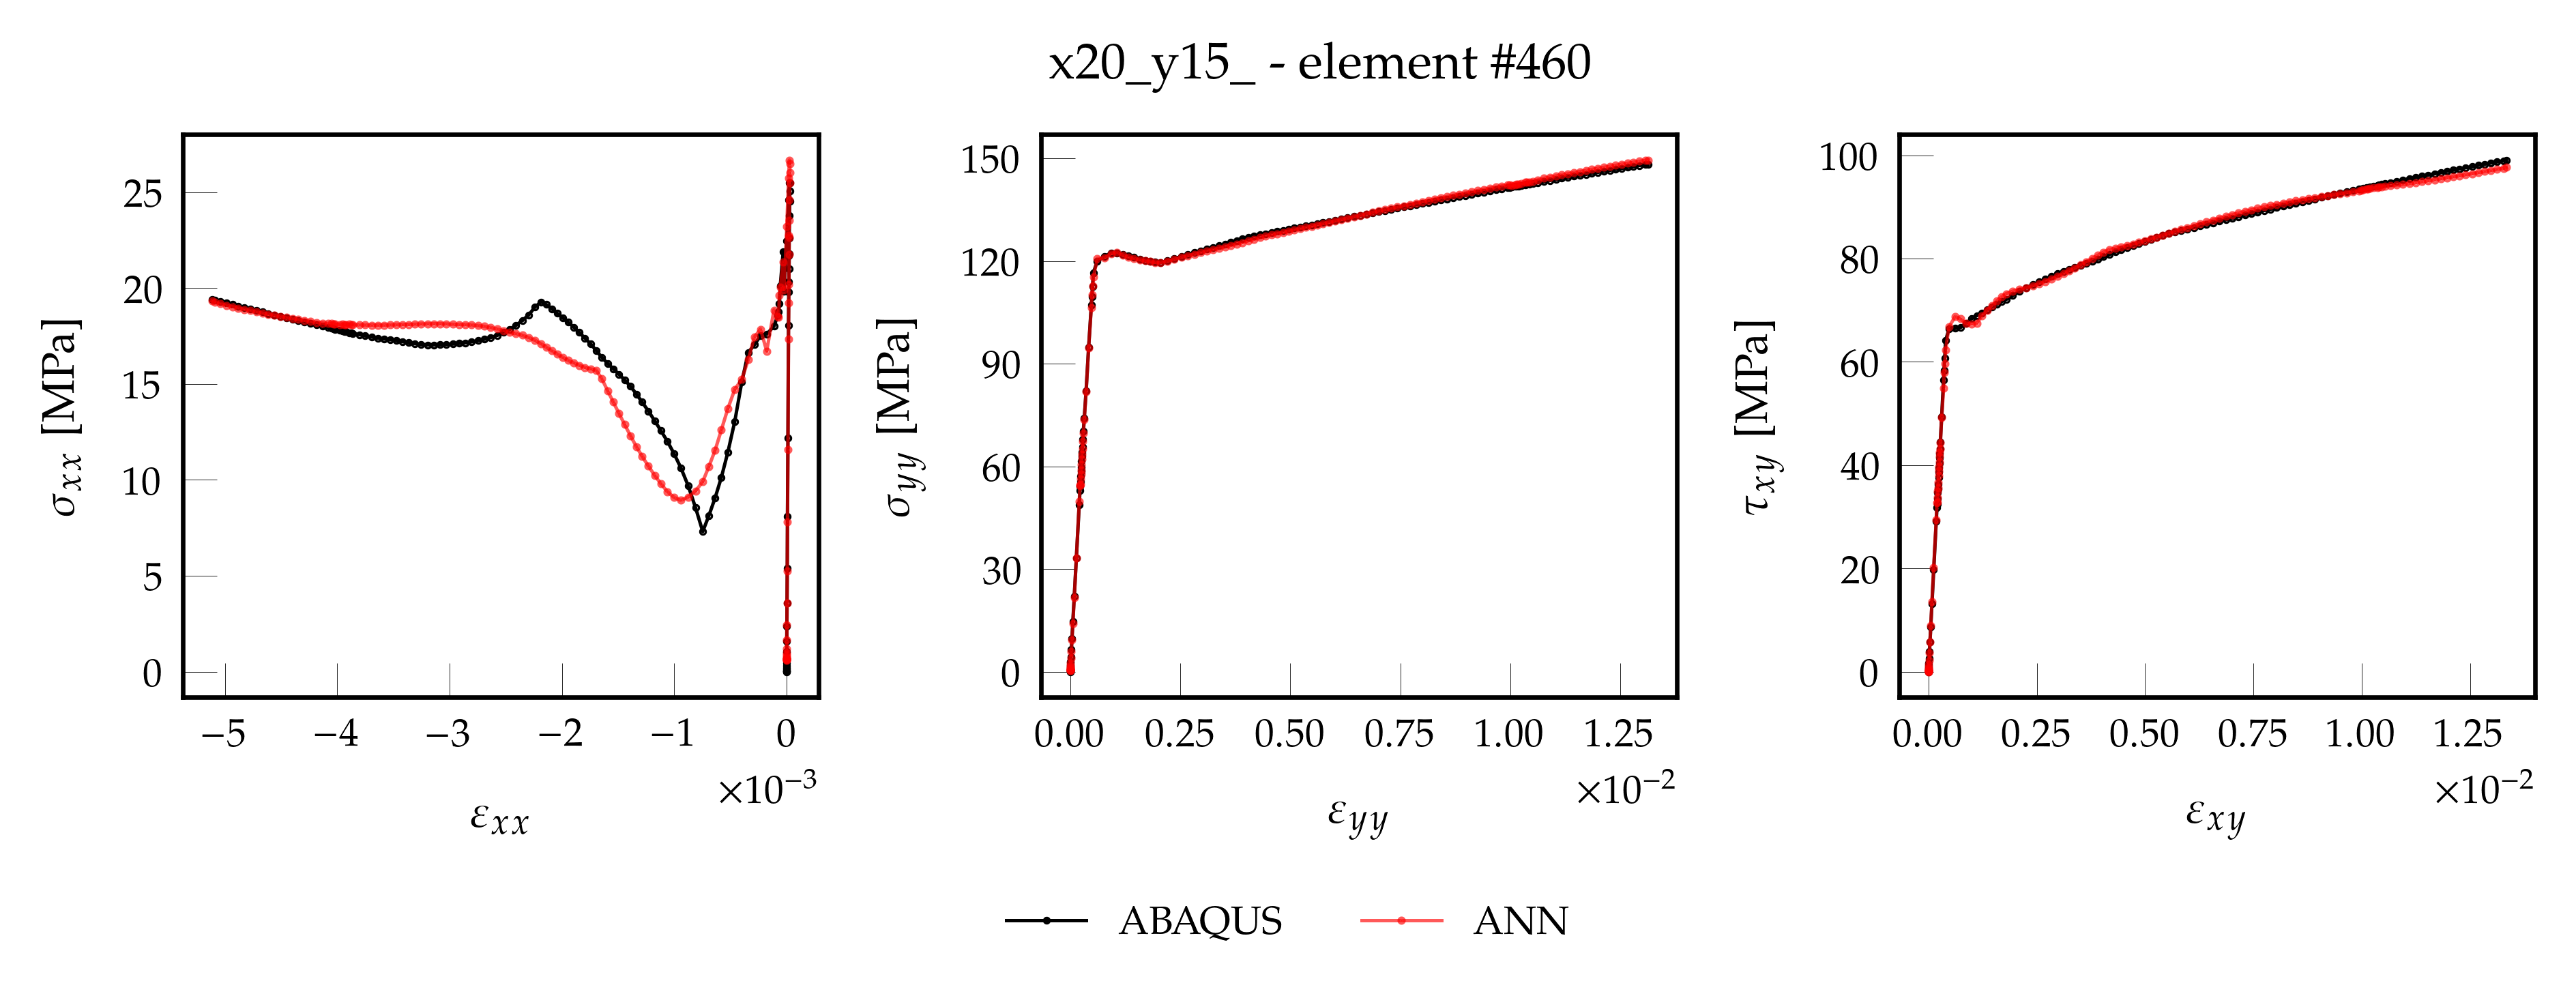 x20_y15_ - element #460
σxx [MPa]
25
20
15
10
5
0
−5 −4 −3 −2 −1 0
×10−3
εxx
σyy [MPa]
150
120
90
60
30
0
0.00 0.25 0.50 0.75 1.00 1.25
×10−2
εyy
τxy [MPa]
100
80
60
40
20
0
0.00 0.25 0.50 0.75 1.00 1.25
×10−2
εxy
ABAQUS ANN